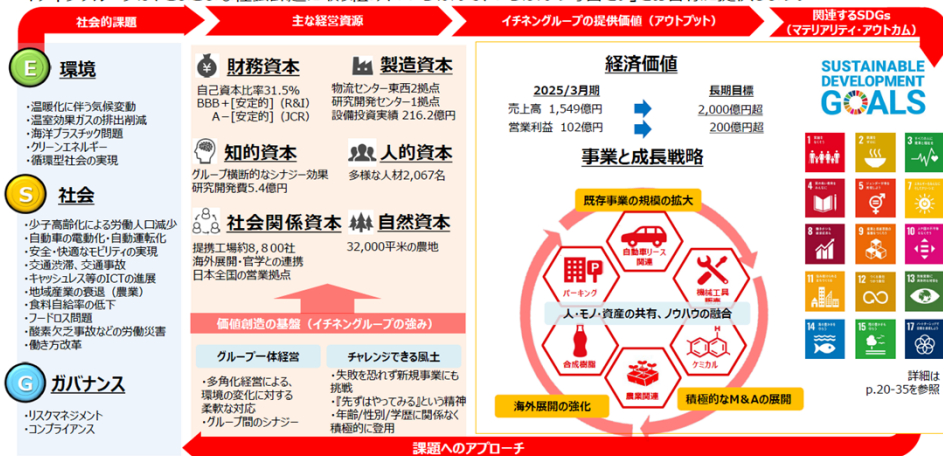 社会的課題
主な経営資源
イチネングループの提供価値（アウトプット）
関連するSDGs
（マテリアリティ・アウトカム）
E 環境
・温暖化に伴う気候変動
・温室効果ガスの排出削減
・海洋プラスチック問題
・クリーンエネルギー
・循環型社会の実現
S 社会
・少子高齢化による労働人口減少
・自動車の電動化・自動運転化
・安全・快適なモビリティの実現
・交通渋滞、交通事故
・キャッシュレス等のICTの進展
・地域産業の衰退（農業）
・食料自給率の低下
・フードロス問題
・酸素欠乏事故などの労働災害
・働き方改革
G ガバナンス
・リスクマネジメント
・コンプライアンス
財務資本
自己資本比率31.5%
BBB＋[安定的]（R&I）
A－[安定的]（JCR）
製造資本
物流センター東西2拠点
研究開発センター1拠点
設備投資実績 216.2億円
知的資本
グループ横断的なシナジー効果
研究開発費5.4億円
人的資本
多様な人材2,067名
社会関係資本
提携工場約8,800社
海外展開・官学との連携
日本全国の営業拠点
自然資本
32,000平米の農地
価値創造の基盤（イチネングループの強み）
グループ一体経営
・多角化経営による、
環境の変化に対する
柔軟な対応
・グループ間のシナジー
チャレンジできる風土
・失敗を恐れず新規事業にも
挑戦
・『先ずはやってみる』という精神
・年齢/性別/学歴に関係なく
積極的に登用
経済価値
2025/3月期
長期目標
売上高 1,549億円
2,000億円超
営業利益 102億円
200億円超
事業と成長戦略
既存事業の規模の拡大
自動車リース
関連
パーキング
機械工具
販売
人・モノ・資産の共有、ノウハウの融合
合成樹脂
ケミカル
農業関連
海外展開の強化
積極的なM&Aの展開
SUSTAINABLE
DEVELOPMENT
GOALS
1
2
3
4
5
7
8
9
10
11
12
13
14
15
17
詳細は
p.20-35を参照
課題へのアプローチ